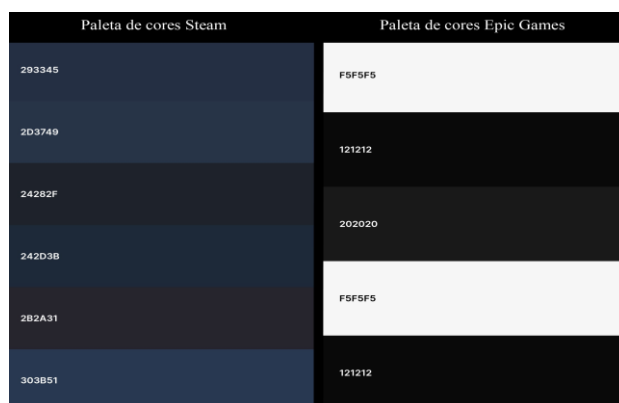 Paleta de cores Steam
293345
2D3749
24282F
242D3B
2B2A31
303B51
Paleta de cores Epic Games
F5F5F5
121212
202020
F5F5F5
121212